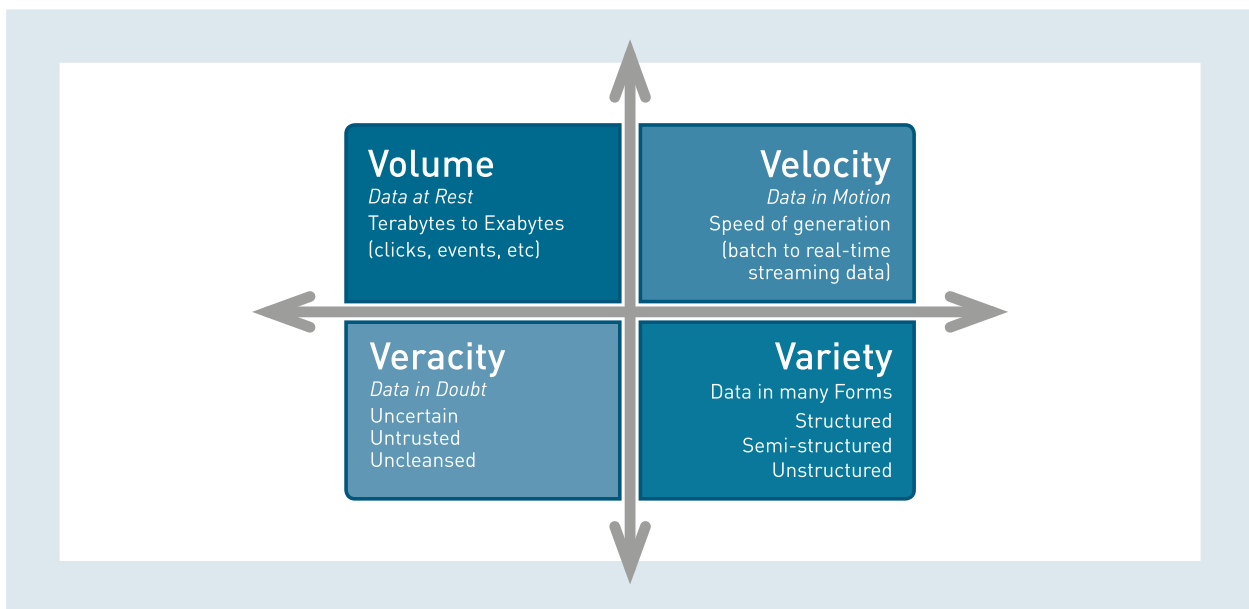 Volume
Data at Rest
Terabytes to Exabytes
(clicks, events, etc)
Velocity
Data in Motion
Speed of generation
(batch to real-time
streaming data)
Veracity
Data in Doubt
Uncertain
Untrusted
Uncleansed
Variety
Data in many Forms
Structured
Semi-structured
Unstructured